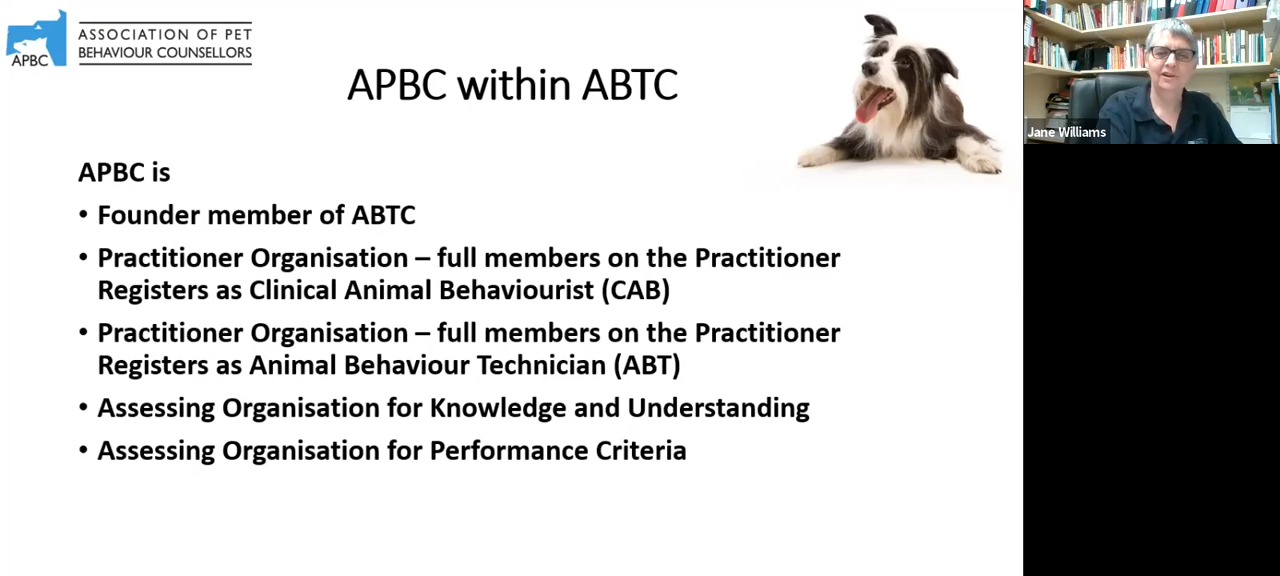 ASSOCIATION OF PET
BEHAVIOUR COUNSELLORS
APBC
APBC within ABTC
Jane Williams
APBC is
• Founder member of ABTC
• Practitioner Organisation – full members on the Practitioner
Registers as Clinical Animal Behaviourist (CAB)
• Practitioner Organisation – full members on the Practitioner
Registers as Animal Behaviour Technician (ABT)
• Assessing Organisation for Knowledge and Understanding
• Assessing Organisation for Performance Criteria